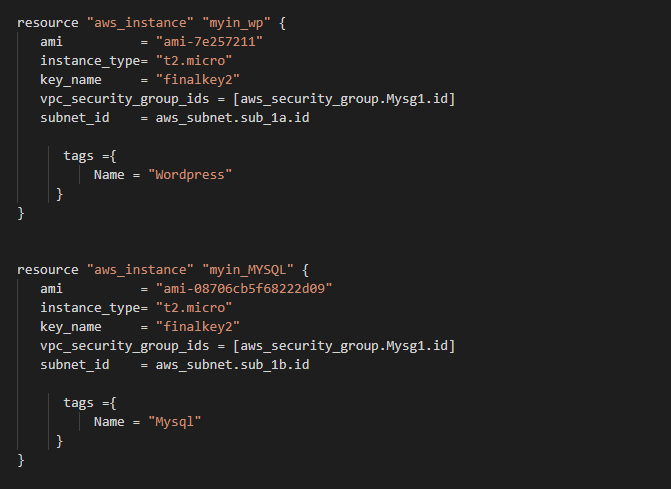 resource "aws_instance" "myin_wp" {
   ami          = "ami-7e257211"
   instance_type= "t2.micro"
   key_name     = "finalkey2"
   vpc_security_group_ids = [aws_security_group.Mysg1.id]
   subnet_id    = aws_subnet.sub_1a.id

      tags ={
          Name = "Wordpress"
     }
}

resource "aws_instance" "myin_MYSQL" {
   ami          = "ami-08706cb5f68222d09"
   instance_type= "t2.micro"
   key_name     = "finalkey2"
   vpc_security_group_ids = [aws_security_group.Mysg1.id]
   subnet_id    = aws_subnet.sub_1b.id

      tags ={
          Name = "Mysql"
     }
}